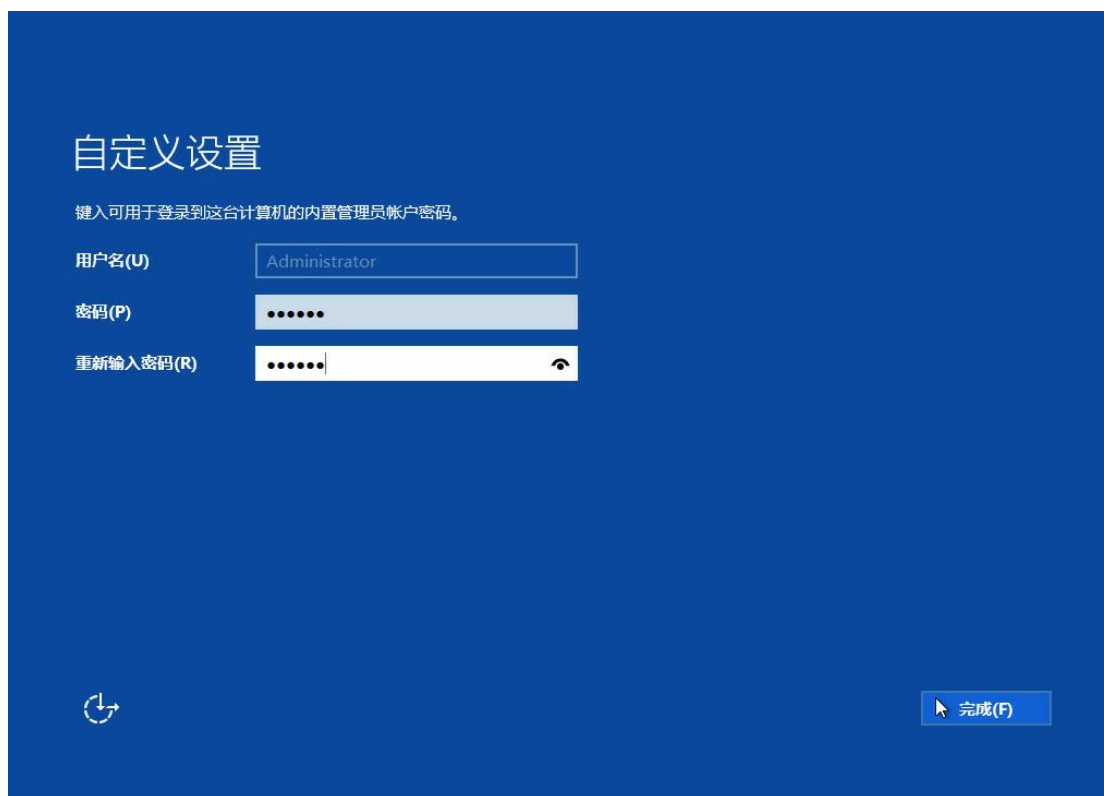 自定义设置
键入可用于登录到这台计算机的内置管理员帐户密码。
用户名(U) Administrator
密码(P) ●●●●●●
重新输入密码(R) ●●●●●●
完成(F)